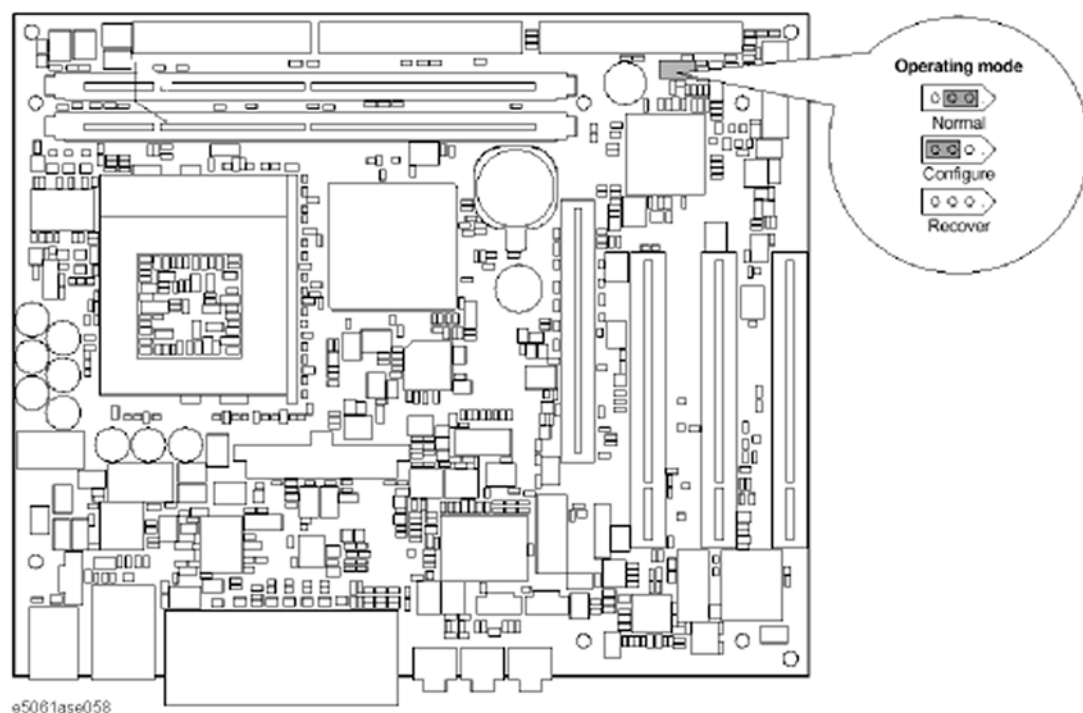 Operating mode
Normal
Configure
Recover
e5061ase058